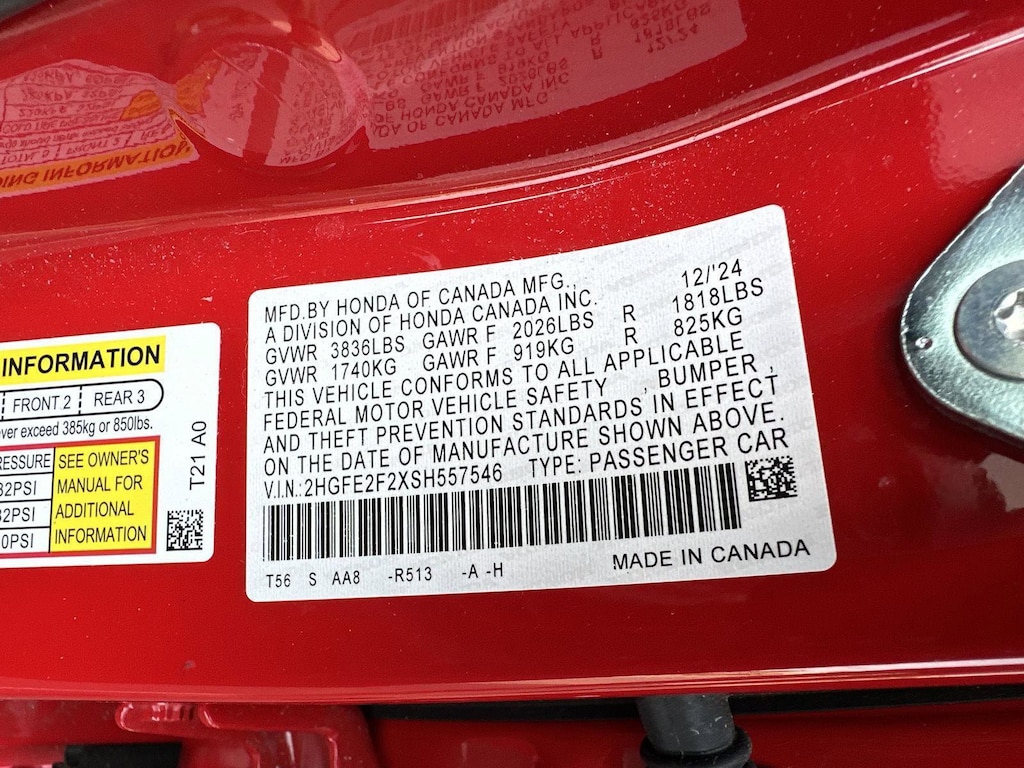 MFD.BY HONDA OF CANADA MFG., 12/'24
A DIVISION OF HONDA CANADA INC.
GVWR 3836LBS GAWR F 2026LBS R 1818LBS
GVWR 1740KG GAWR F 919KG R 825KG
THIS VEHICLE CONFORMS TO ALL APPLICABLE
FEDERAL MOTOR VEHICLE SAFETY , BUMPER ,
AND THEFT PREVENTION STANDARDS IN EFFECT
ON THE DATE OF MANUFACTURE SHOWN ABOVE.
V.I.N.:2HGFE2F2XSH557546 TYPE: PASSENGER CAR
T56 S AA8 -R513 -A -H MADE IN CANADA
INFORMATION
FRONT 2 REAR 3
exceed 385kg or 850lbs.
SEE OWNER'S
MANUAL FOR
ADDITIONAL
INFORMATION
T21 A0